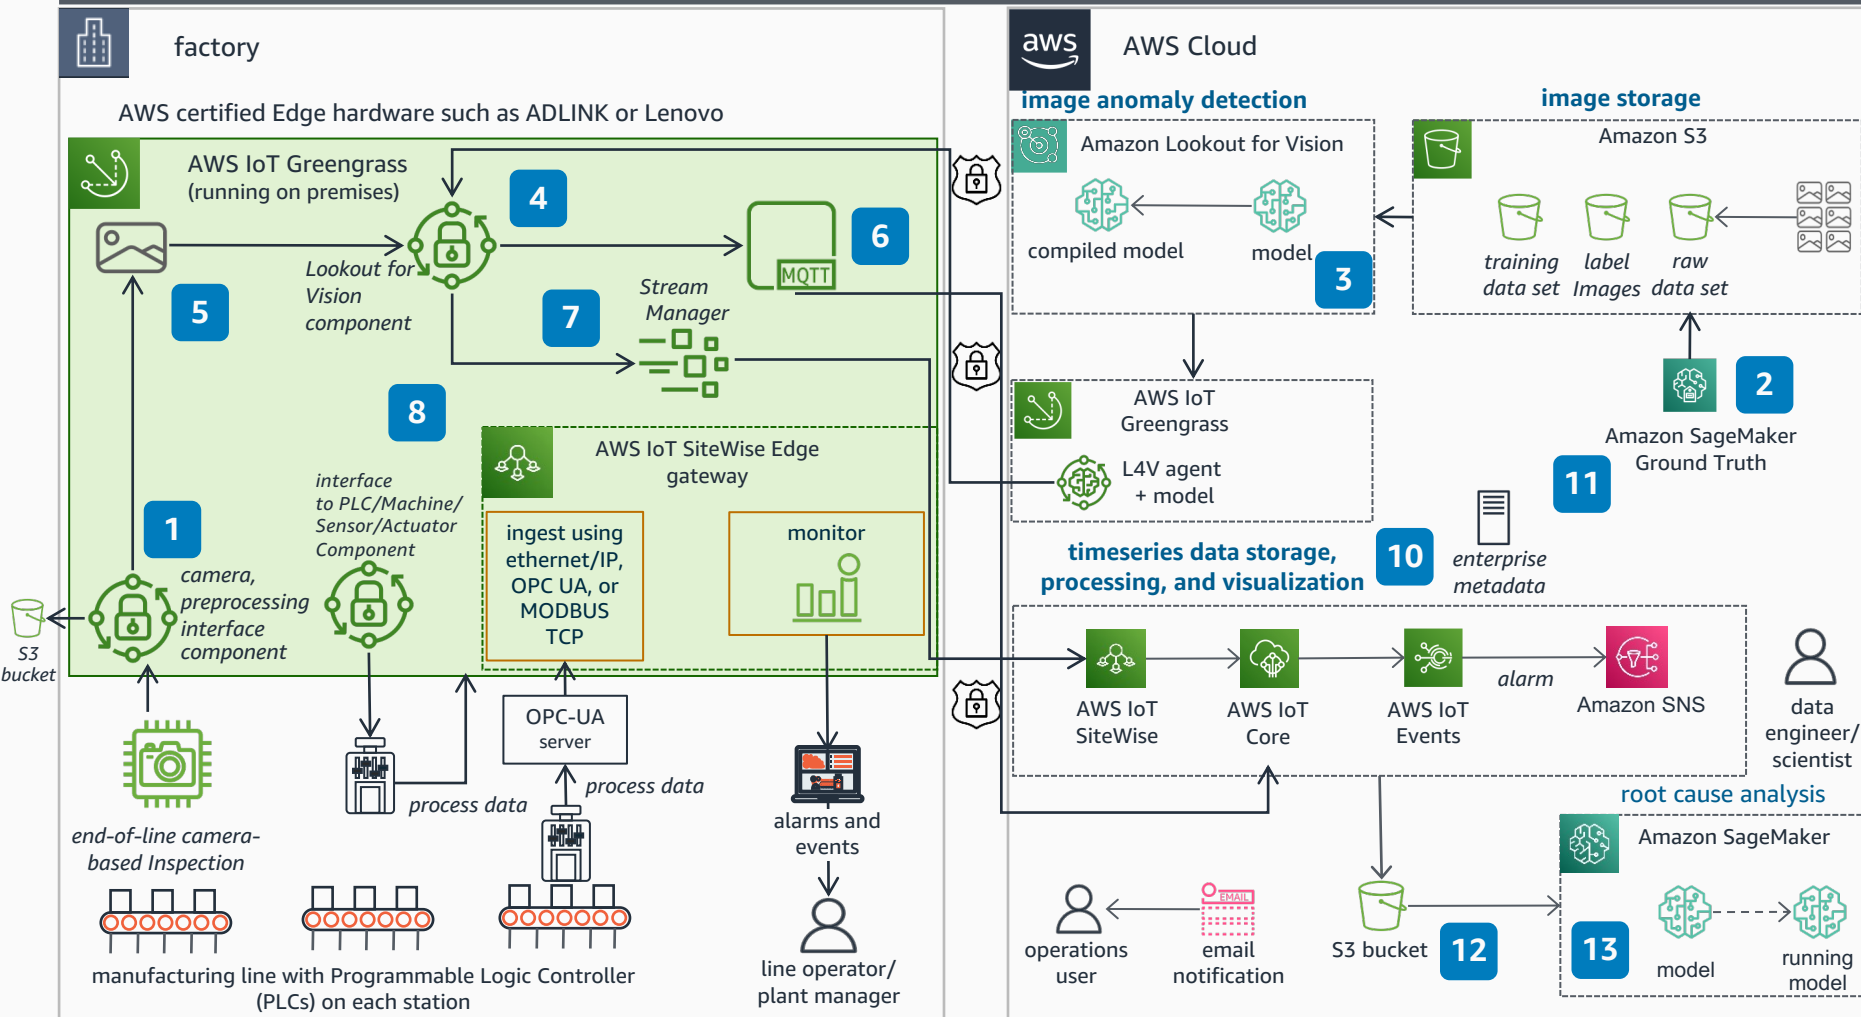 factory
AWS certified Edge hardware such as ADLINK or Lenovo
AWS IoT Greengrass
(running on premises)
4
6
MQTT
Lookout for
Vision
component
5
7
Stream
Manager
8
AWS IoT SiteWise Edge
gateway
interface
to PLC/Machine/
Sensor/Actuator
Component
1
camera,
preprocessing
interface
component
S3
bucket
ingest using
ethernet/IP,
OPC UA, or
MODBUS
TCP
monitor
OPC-UA
server
process data
process data
end-of-line camera-
based Inspection
alarms and
events
manufacturing line with Programmable Logic Controller
(PLCs) on each station
line operator/
plant manager
aws
AWS Cloud
image anomaly detection
Amazon Lookout for Vision
compiled model
model
3
image storage
Amazon S3
training
data set
label
Images
raw
data set
2
Amazon SageMaker
Ground Truth
AWS IoT
Greengrass
L4V agent
+ model
11
enterprise
metadata
10
timeseries data storage,
processing, and visualization
AWS IoT
SiteWise
AWS IoT
Core
AWS IoT
Events
alarm
Amazon SNS
data
engineer/
scientist
root cause analysis
Amazon SageMaker
operations
user
EMAIL
email
notification
S3 bucket
12
13
model
running
model